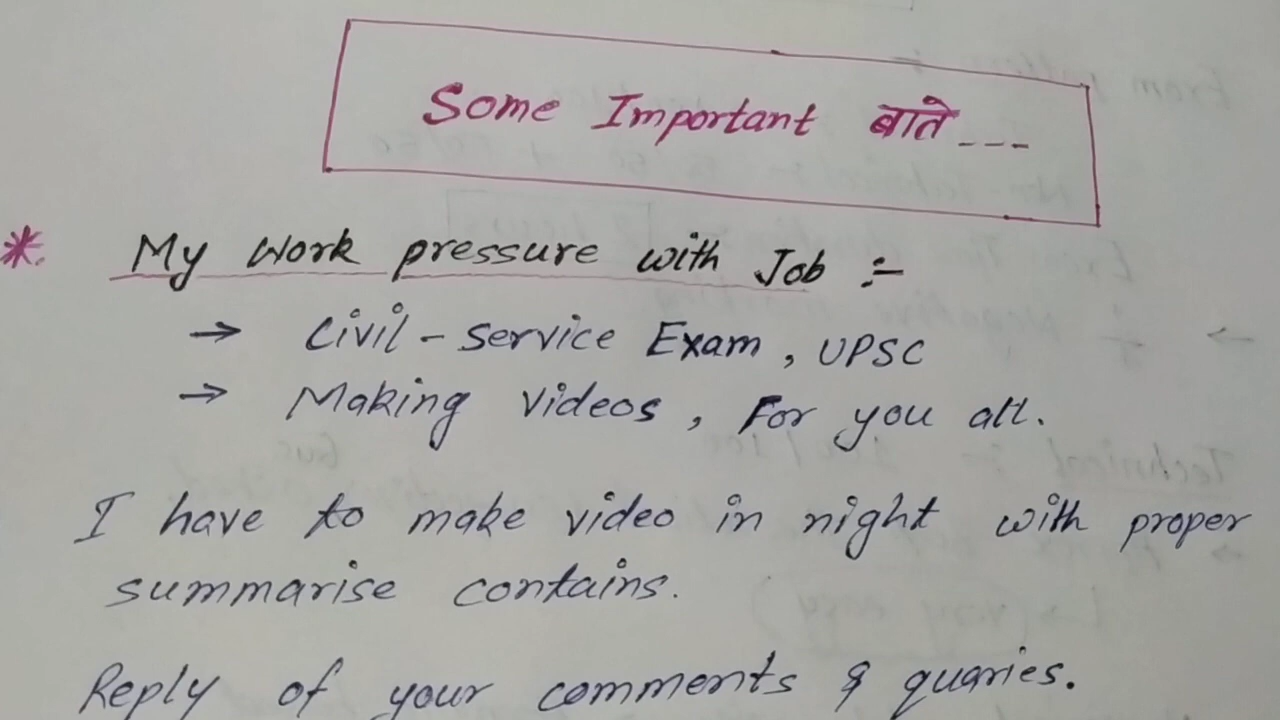 Some Important बाते---
*. My work pressure with Job :-
→ Civil-service Exam, UPSC
→ Making videos, For you all.
I have to make video in night with proper
summarise contains.
Reply of your comments & quaries.